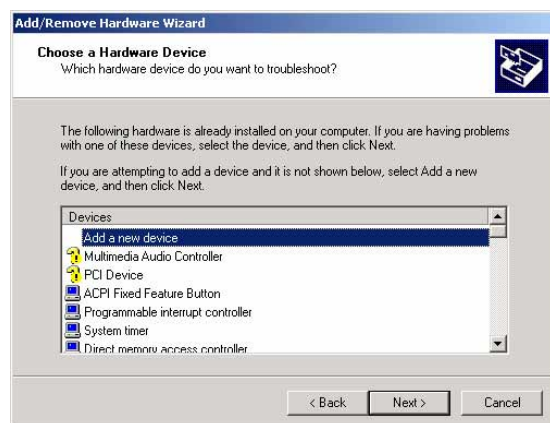 Add/Remove Hardware Wizard
Choose a Hardware Device
Which hardware device do you want to troubleshoot?
The following hardware is already installed on your computer. If you are having problems
with one of these devices, select the device, and then click Next.
If you are attempting to add a device and it is not shown below, select Add a new
device, and then click Next.
Devices
Add a new device
Multimedia Audio Controller
PCI Device
ACPI Fixed Feature Button
Programmable interrupt controller
System timer
Direct memory access controller
< Back
Next >
Cancel